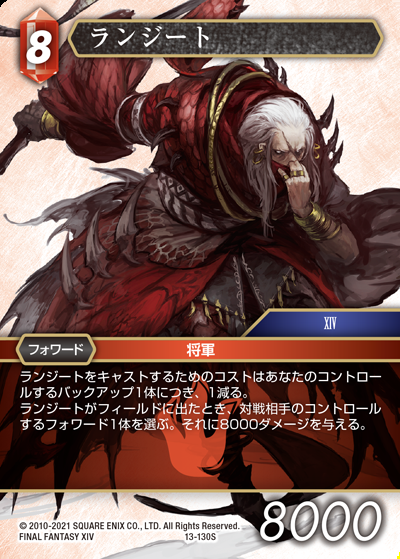 8
ランジート
XIV
フォワード
将軍
ランジートをキャストするためのコストはあなたのコントロー
ルするバックアップ1体につき、1減る。
ランジートがフィールドに出たとき、対戦相手のコントロール
するフォワード1体を選ぶ。それに8000ダメージを与える。
© 2010-2021 SQUARE ENIX CO., LTD. All Rights Reserved.
FINAL FANTASY XIV
13-130S
8000